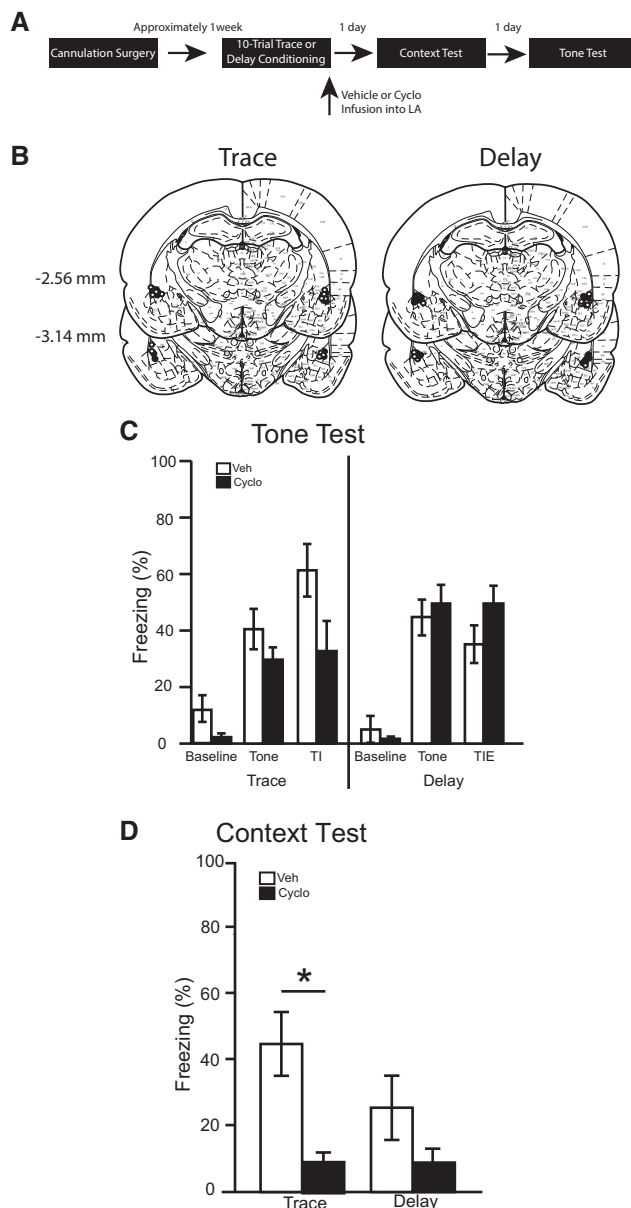 A
Approximately 1week
1 day
1 day
Cannulation Surgery
10-Trial Trace or
Delay Conditioning
Context Test
Tone Test
Vehicle or Cyclo
Infusion into LA
B
Trace
Delay
-2.56 mm
-3.14 mm
C
Tone Test
100
80
60
40
20
0
Freezing (%)
Veh
Cyclo
Baseline
Tone
TI
Baseline
Tone
TIE
Trace
Delay
D
Context Test
100
80
60
40
20
0
Freezing (%)
Veh
Cyclo
*
Trace
Delay